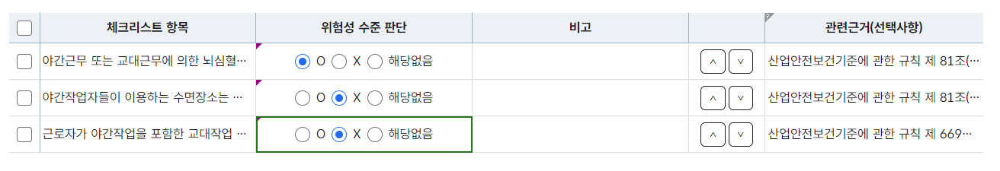 체크리스트 항목 위험성 수준 판단 비고 관련근거(선택사항)
야간근무 또는 교대근무에 의한 뇌심혈… O X 해당없음 산업안전보건기준에 관한 규칙 제 81조(…
야간작업자들이 이용하는 수면장소는 … O X 해당없음 산업안전보건기준에 관한 규칙 제 81조(…
근로자가 야간작업을 포함한 교대작업 … O X 해당없음 산업안전보건기준에 관한 규칙 제 669…